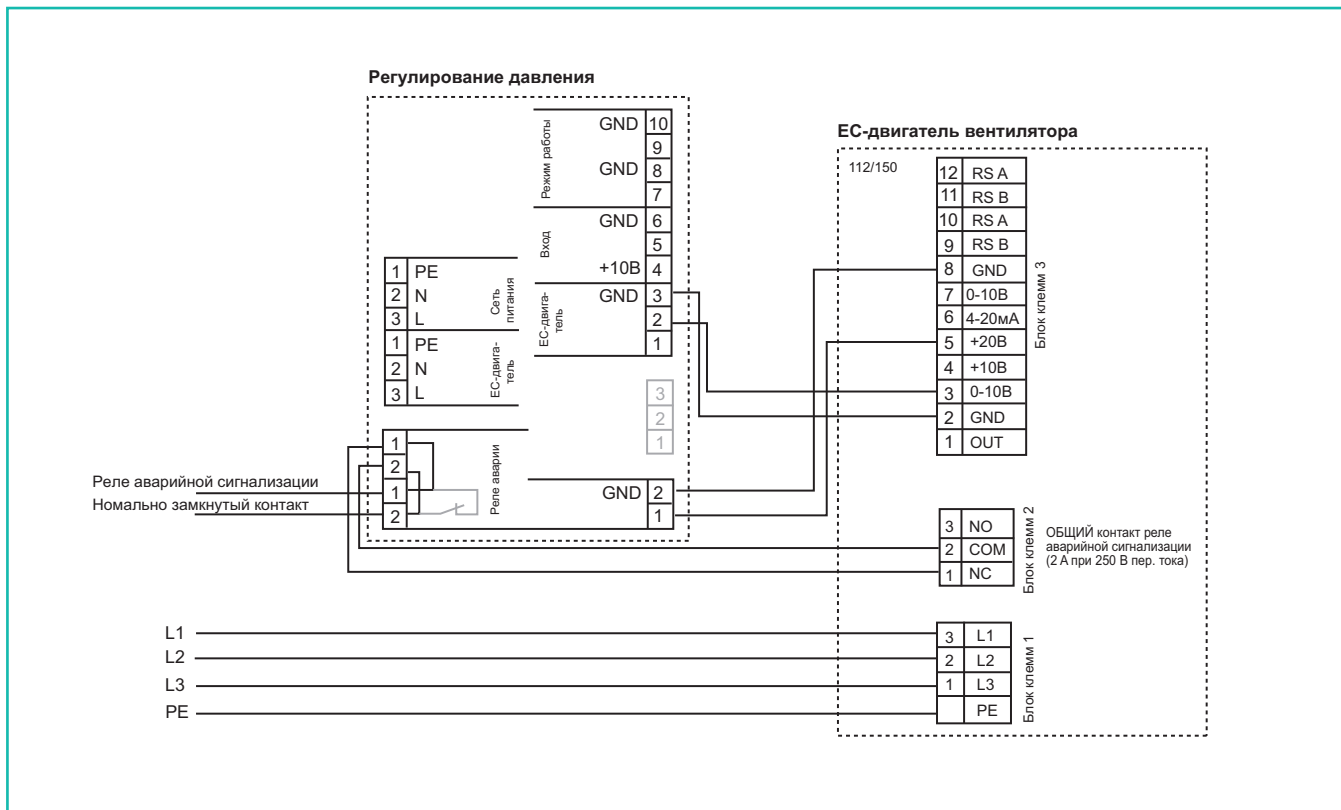 Регулирование давления
Режим работы
GND 10
9
GND 8
7
Вход
GND 6
5
+10В 4
ЕС-двига-
тель
GND 3
2
1
1 PE
2 N
3 L
Сеть
питания
1 PE
2 N
3 L
ЕС-двига-
тель
3
2
1
1
2
1
2
Реле аварии
GND 2
1
Реле аварийной сигнализации
Номально замкнутый контакт
ЕС-двигатель вентилятора
112/150
12 RS A
11 RS B
10 RS A
9 RS B
8 GND
7 0-10В
6 4-20мА
5 +20В
4 +10В
3 0-10В
2 GND
1 OUT
Блок клемм 3
3 NO
2 COM
1 NC
Блок клемм 2
ОБЩИЙ контакт реле
аварийной сигнализации
(2 А при 250 В пер. тока)
L1
L2
L3
PE
3 L1
2 L2
1 L3
PE
Блок клемм 1